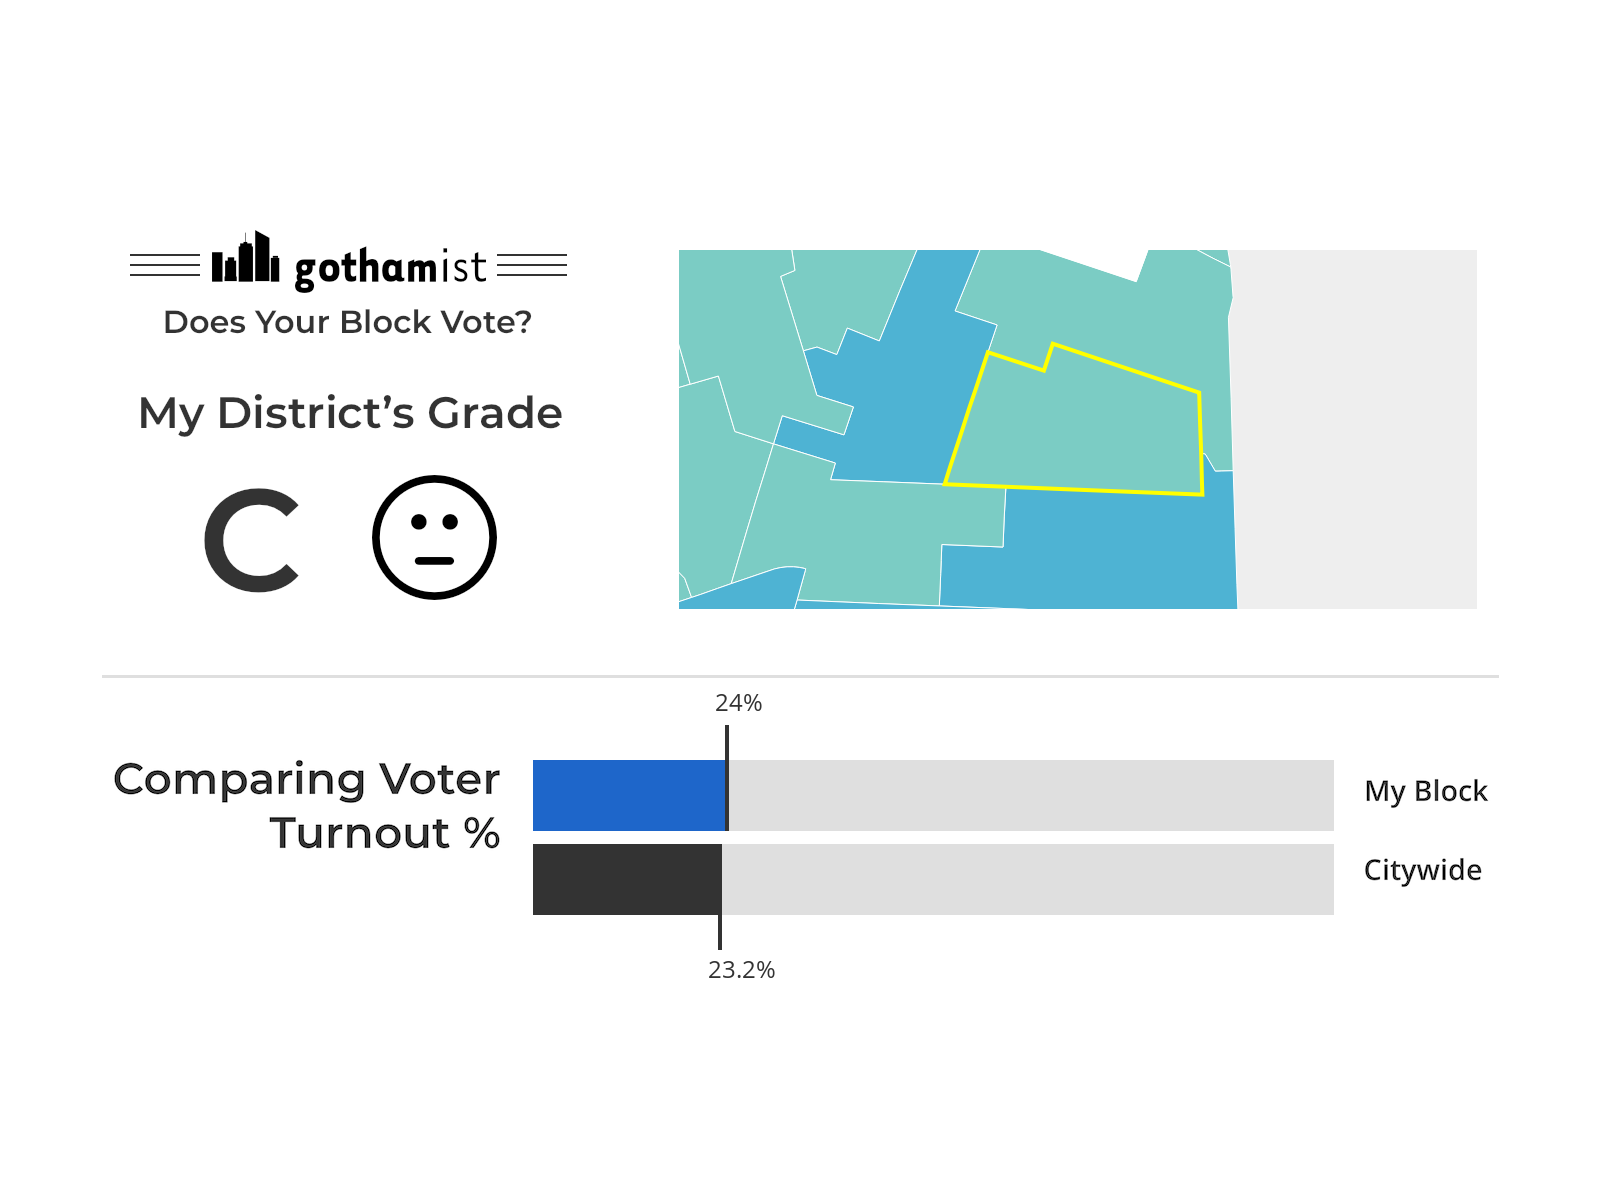 gothamist
Does Your Block Vote?
My District's Grade
C
24%
Comparing Voter
Turnout %
My Block
Citywide
23.2%